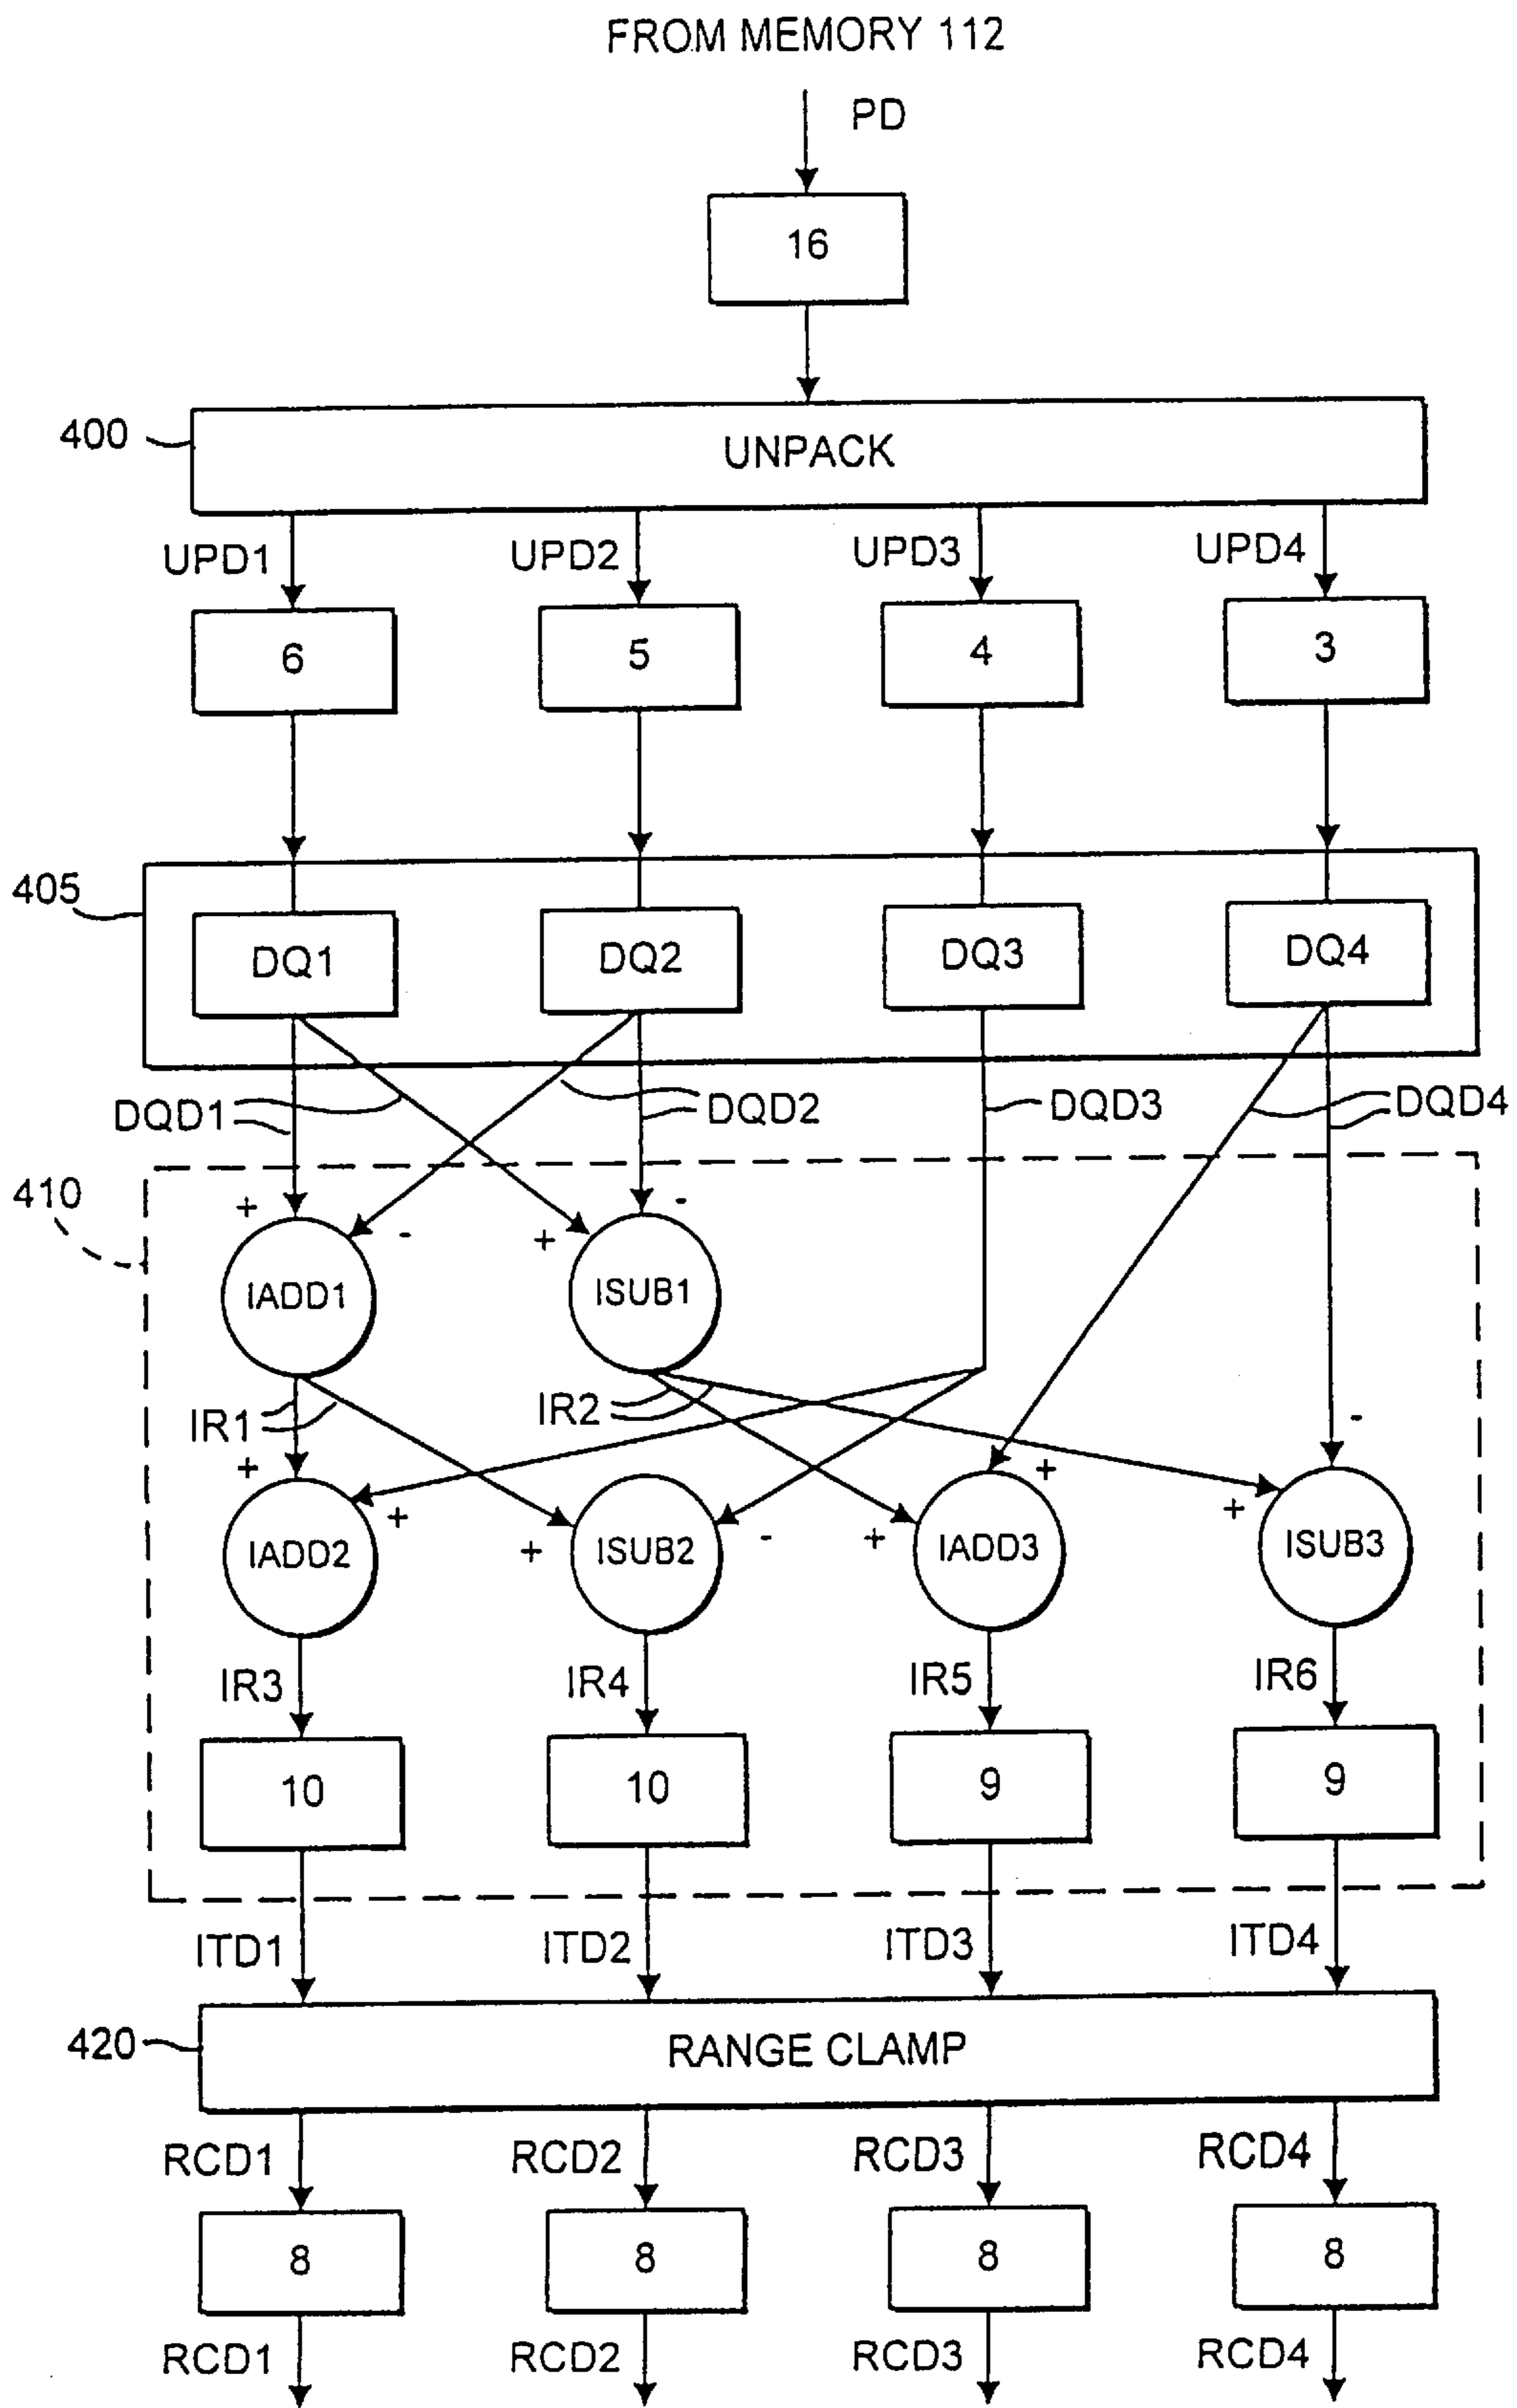 FROM MEMORY 112
PD
16
400
UNPACK
UPD1 UPD2 UPD3 UPD4
6 5 4 3
405
DQ1 DQ2 DQ3 DQ4
DQD1 DQD2 DQD3 DQD4
410
+ - + -
IADD1 ISUB1
IR1 IR2
+ + + - + + + -
IADD2 ISUB2 IADD3 ISUB3
IR3 IR4 IR5 IR6
10 10 9 9
ITD1 ITD2 ITD3 ITD4
420
RANGE CLAMP
RCD1 RCD2 RCD3 RCD4
8 8 8 8
RCD1 RCD2 RCD3 RCD4